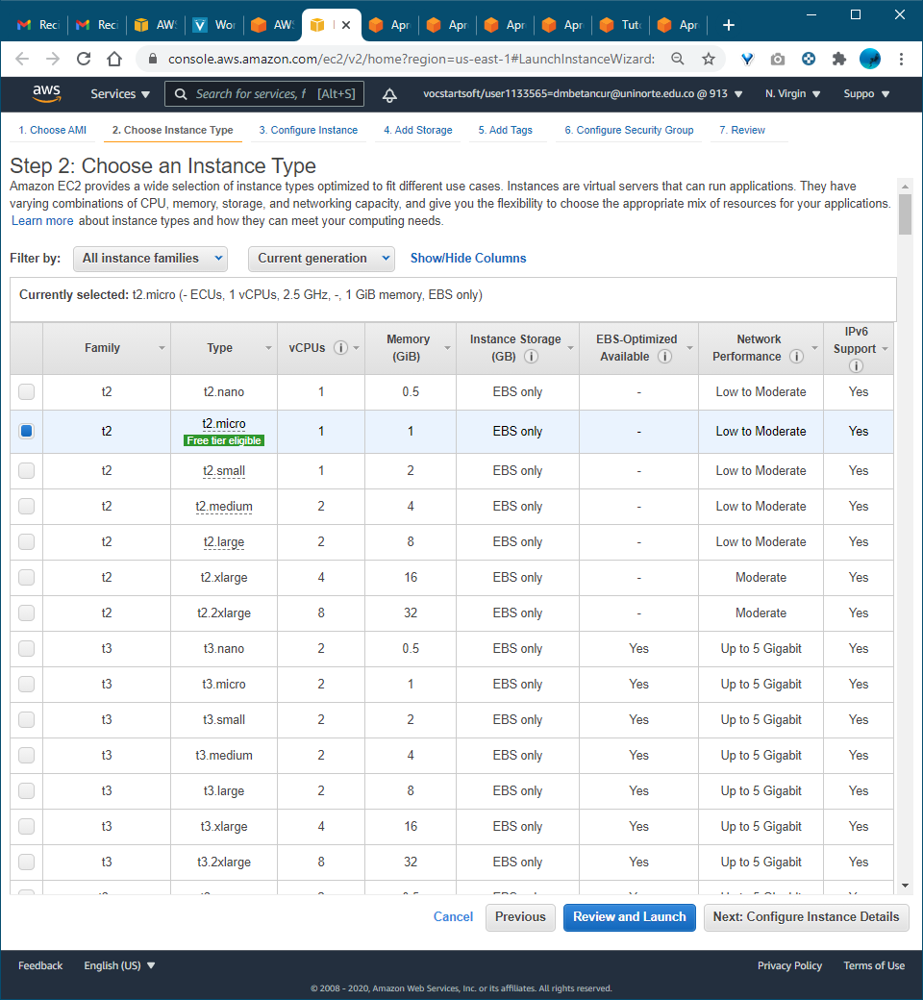 Reci
Reci
AWS
Wor
AWS
Apr
Apr
Apr
Apr
Tuto
Apr
console.aws.amazon.com/ec2/v2/home?region=us-east-1#LaunchInstanceWizard:
aws Services Search for services, f [Alt+S] vocstartsoft/user1133565=dmbetancur@uninorte.edu.co @ 913 N. Virgin Suppo
1. Choose AMI 2. Choose Instance Type 3. Configure Instance 4. Add Storage 5. Add Tags 6. Configure Security Group 7. Review
Step 2: Choose an Instance Type
Amazon EC2 provides a wide selection of instance types optimized to fit different use cases. Instances are virtual servers that can run applications. They have
varying combinations of CPU, memory, storage, and networking capacity, and give you the flexibility to choose the appropriate mix of resources for your applications.
Learn more about instance types and how they can meet your computing needs.
Filter by: All instance families Current generation Show/Hide Columns
Currently selected: t2.micro (- ECUs, 1 vCPUs, 2.5 GHz, -, 1 GiB memory, EBS only)
Family Type vCPUs Memory (GiB) Instance Storage (GB) EBS-Optimized Available Network Performance IPv6 Support
t2 t2.nano 1 0.5 EBS only - Low to Moderate Yes
t2 t2.micro 1 1 EBS only - Low to Moderate Yes
Free tier eligible
t2 t2.small 1 2 EBS only - Low to Moderate Yes
t2 t2.medium 2 4 EBS only - Low to Moderate Yes
t2 t2.large 2 8 EBS only - Low to Moderate Yes
t2 t2.xlarge 4 16 EBS only - Moderate Yes
t2 t2.2xlarge 8 32 EBS only - Moderate Yes
t3 t3.nano 2 0.5 EBS only Yes Up to 5 Gigabit Yes
t3 t3.micro 2 1 EBS only Yes Up to 5 Gigabit Yes
t3 t3.small 2 2 EBS only Yes Up to 5 Gigabit Yes
t3 t3.medium 2 4 EBS only Yes Up to 5 Gigabit Yes
t3 t3.large 2 8 EBS only Yes Up to 5 Gigabit Yes
t3 t3.xlarge 4 16 EBS only Yes Up to 5 Gigabit Yes
t3 t3.2xlarge 8 32 EBS only Yes Up to 5 Gigabit Yes
Cancel Previous Review and Launch Next: Configure Instance Details
Feedback English (US) Privacy Policy Terms of Use
© 2008 - 2020, Amazon Web Services, Inc. or its affiliates. All rights reserved.